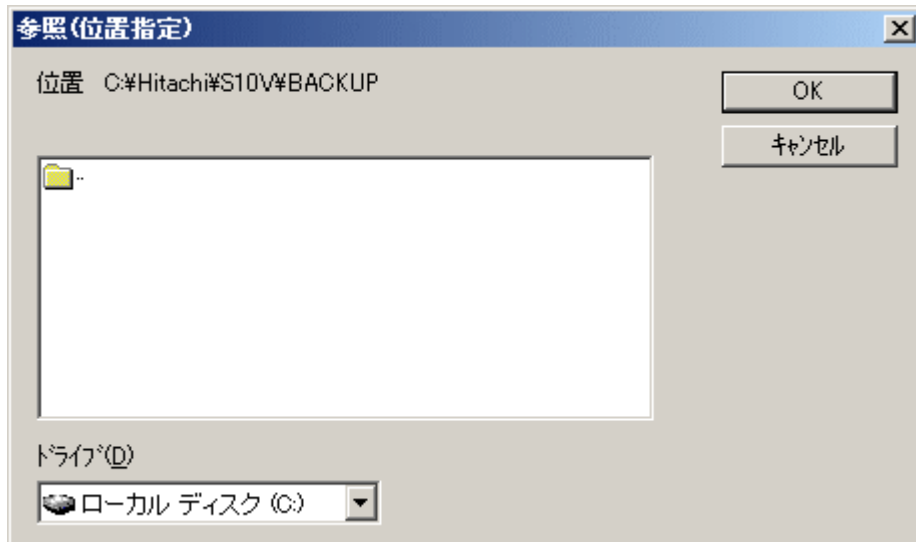 参照(位置指定)
位置 C:¥Hitachi¥S10V¥BACKUP
OK
キャンセル
..
ドライブ(D)
ローカル ディスク (C:)